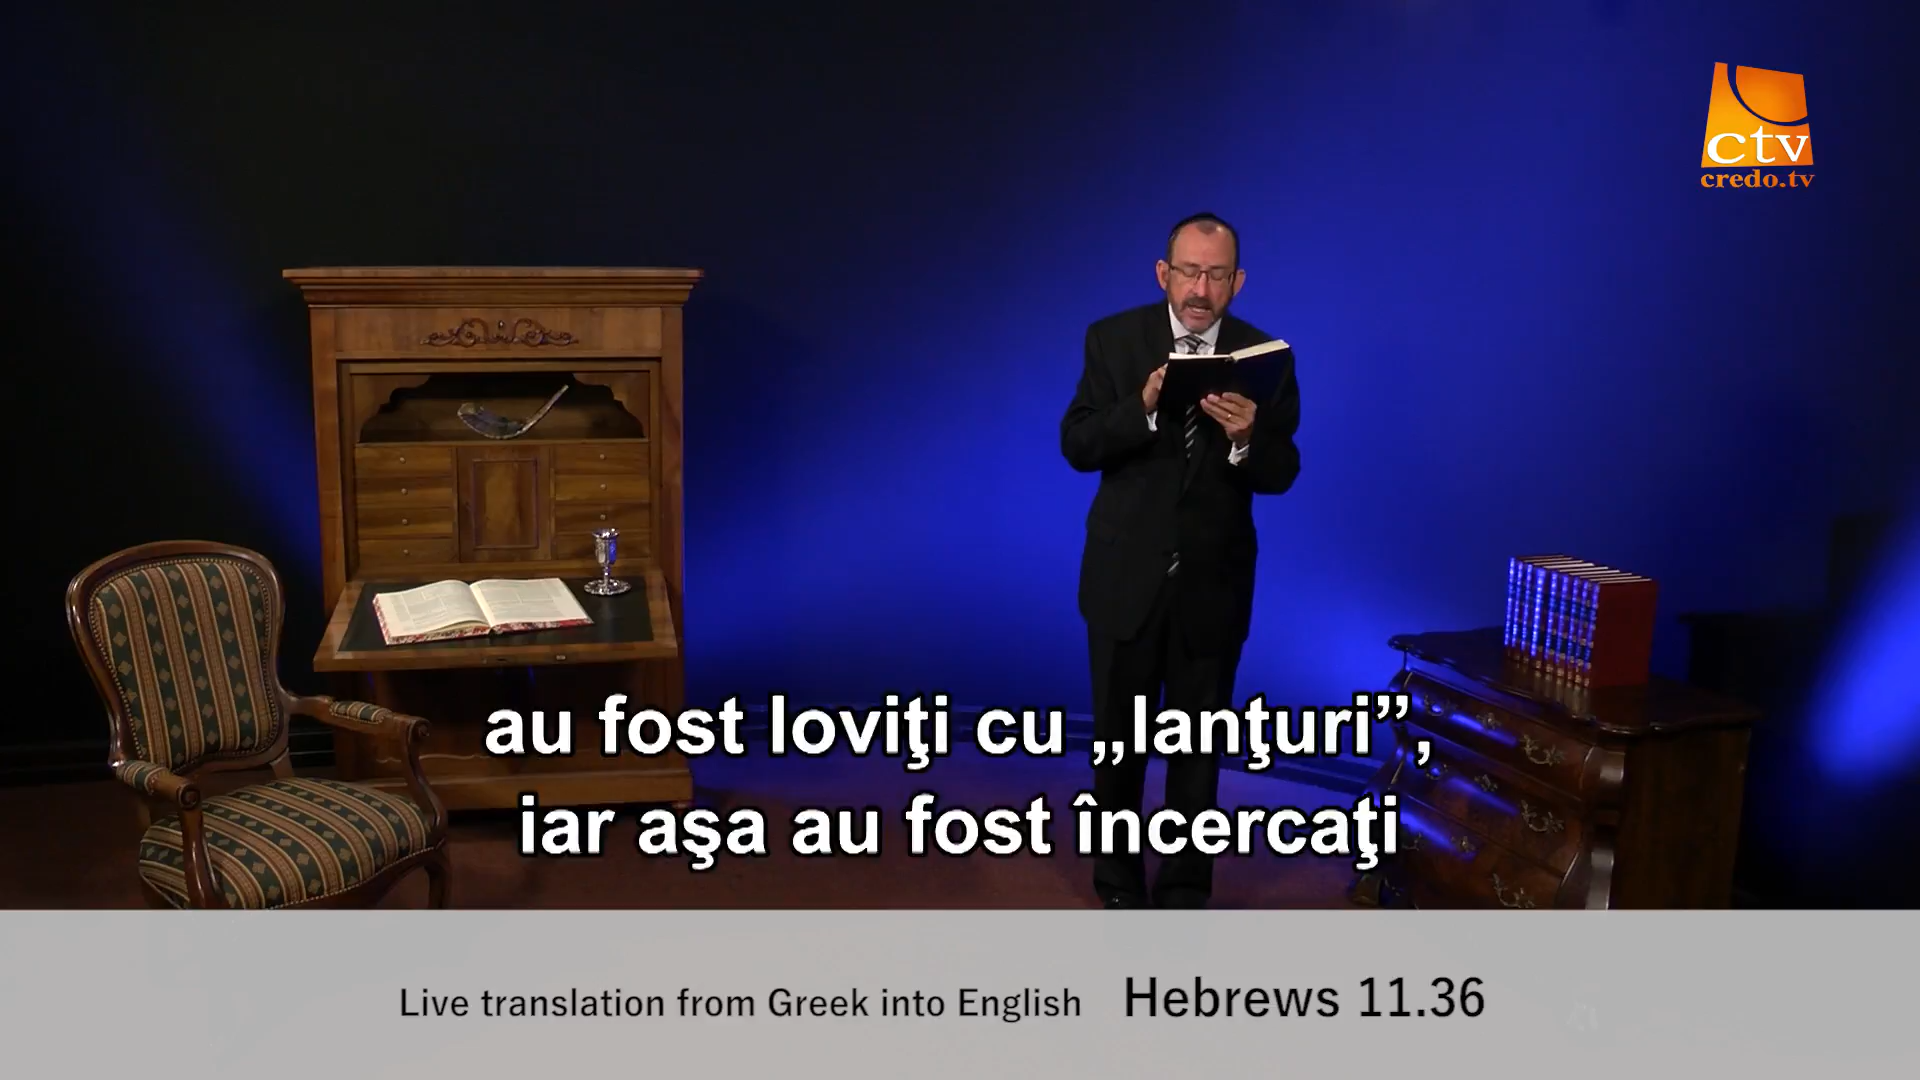 ctv
credo.tv
au fost loviţi cu „lanţuri”,
iar aşa au fost încercaţi
Live translation from Greek into English Hebrews 11.36